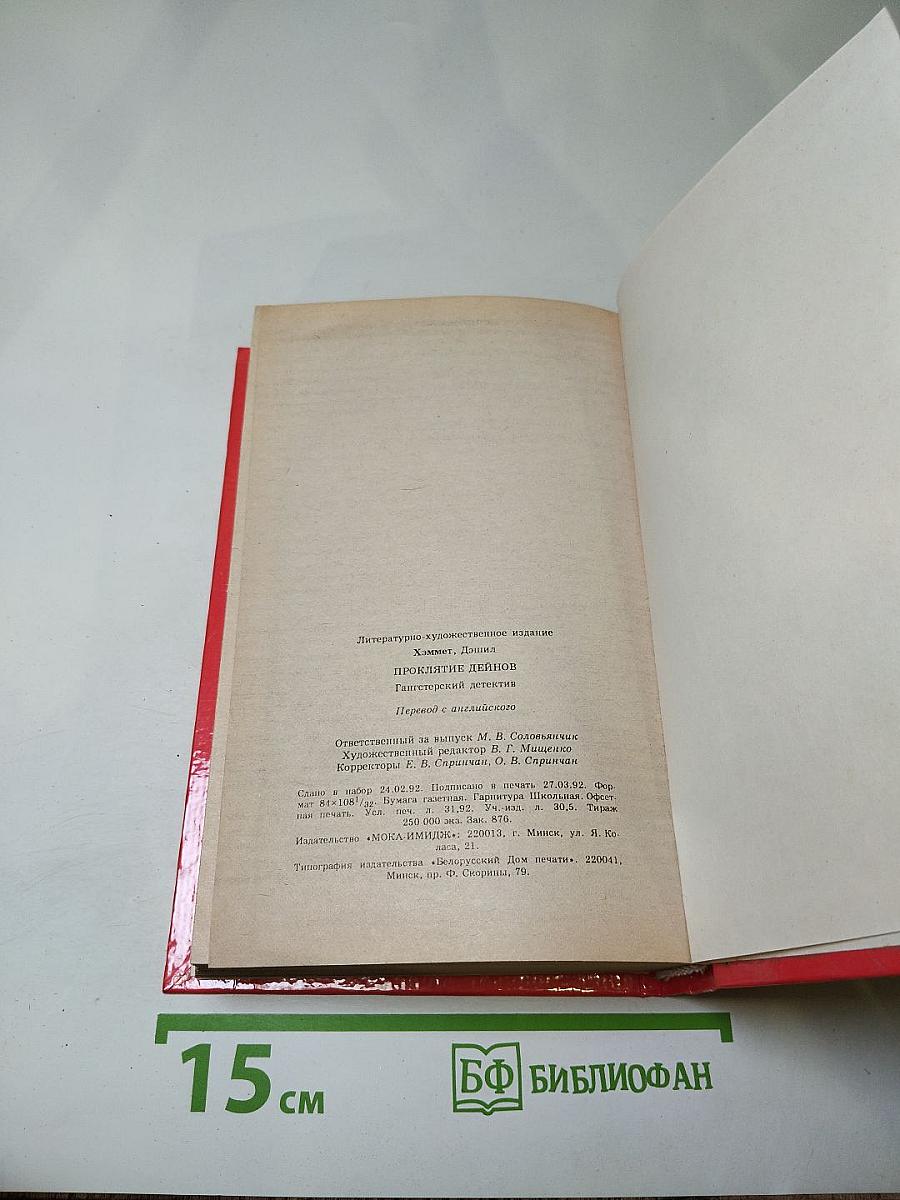 Литературно-художественное издание
Хэммет, Дэшил
ПРОКЛЯТИЕ ДЕЙНОВ
Гангстерский детектив
Перевод с английского
Ответственный за выпуск М. В. Соловьянчик
Художественный редактор В. Г. Мищенко
Корректоры Е. В. Спринчан, О. В. Спринчан
Сдано в набор 24.02.92. Подписано в печать 27.03.92. Фор-
мат 84×108 1/32. Бумага газетная. Гарнитура Школьная. Офсет-
ная печать. Усл. печ. л. 31,92. Уч.-изд. л. 30,5. Тираж
250 000 экз. Зак. 876.
Издательство «МОКА-ИМИДЖ»: 220013, г. Минск, ул. Я. Ко-
ласа, 21.
Типография издательства «Белорусский Дом печати». 220041,
Минск, пр. Ф. Скорины, 79.
15 см
БФ БИБЛИОФАН